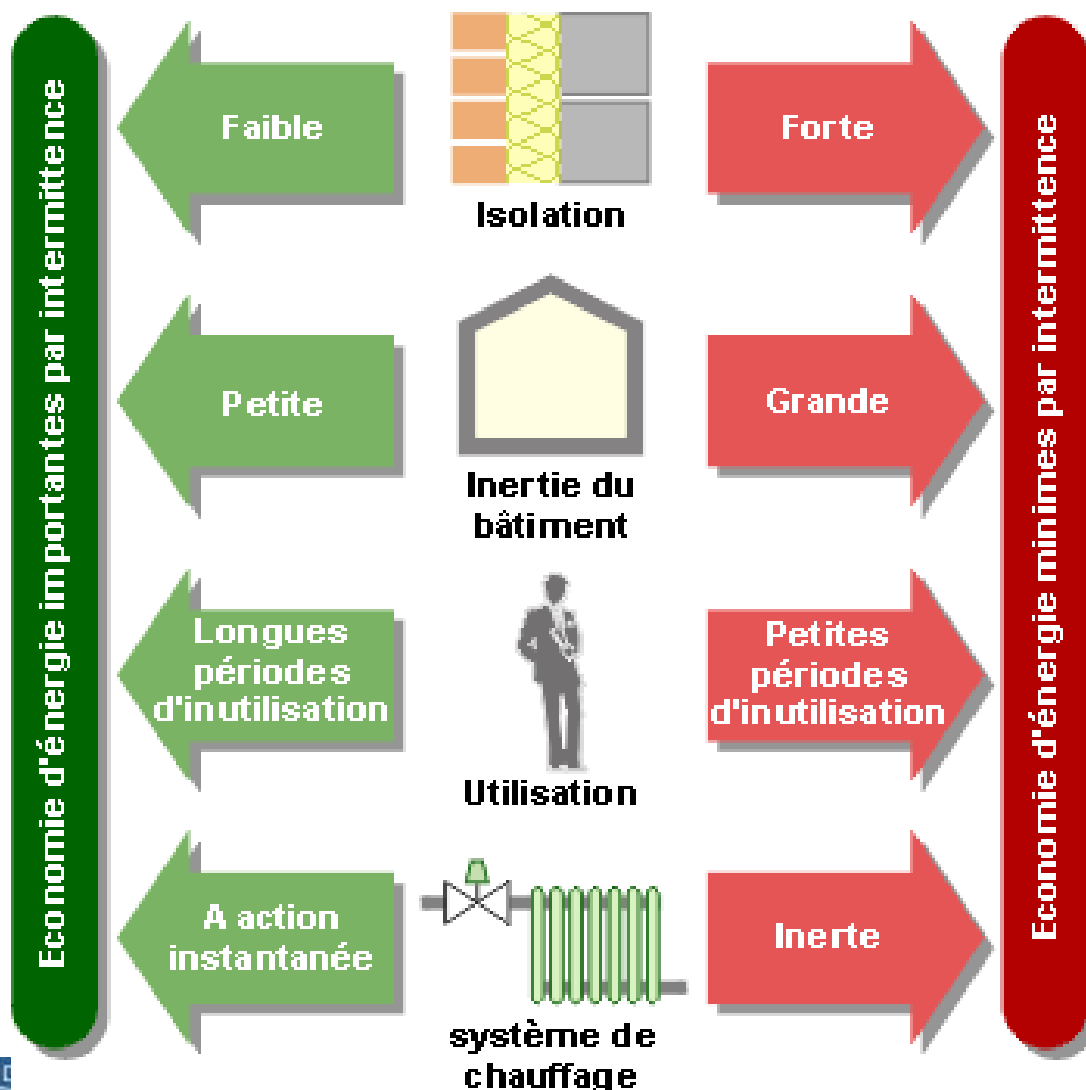 Economie d'énergie importantes par intermittence
Faible
Isolation
Forte
Petite
Inertie du
bâtiment
Grande
Longues
périodes
d'inutilisation
Utilisation
Petites
périodes
d'inutilisation
A action
instantanée
système de
chauffage
Inerte
Economie d'énergie minimes par intermittence